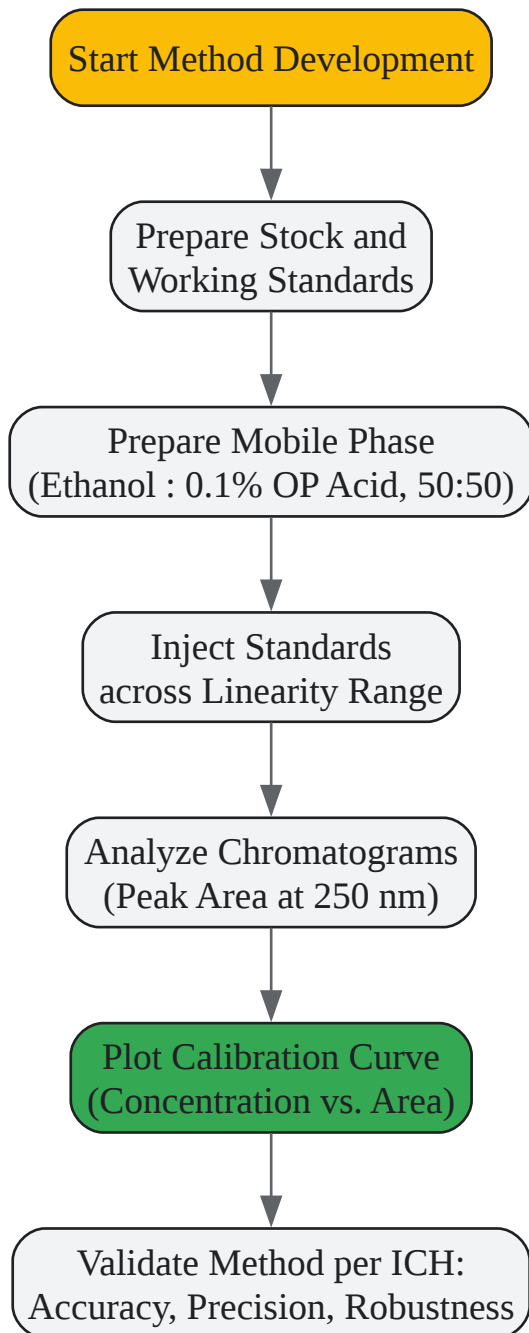 Start Method Development
Prepare Stock and
Working Standards
Prepare Mobile Phase
(Ethanol : 0.1% OP Acid, 50:50)
Inject Standards
across Linearity Range
Analyze Chromatograms
(Peak Area at 250 nm)
Plot Calibration Curve
(Concentration vs. Area)
Validate Method per ICH:
Accuracy, Precision, Robustness